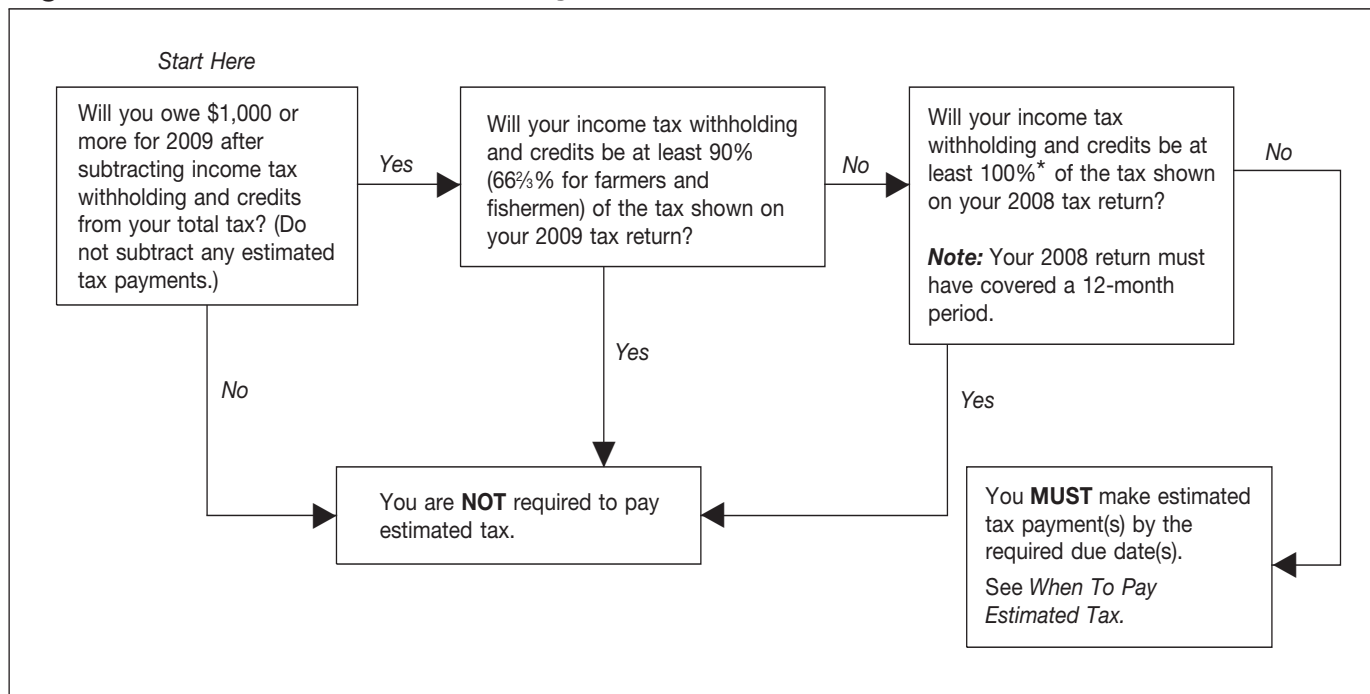 Start Here
Will you owe $1,000 or
more for 2009 after
subtracting income tax
withholding and credits
from your total tax? (Do
not subtract any estimated
tax payments.)
Yes
Will your income tax withholding
and credits be at least 90%
(66⅔% for farmers and
fishermen) of the tax shown on
your 2009 tax return?
No
Will your income tax
withholding and credits be at
least 100%* of the tax shown
on your 2008 tax return?
Note: Your 2008 return must
have covered a 12-month
period.
No
No
Yes
Yes
You are NOT required to pay
estimated tax.
You MUST make estimated
tax payment(s) by the
required due date(s).
See When To Pay
Estimated Tax.